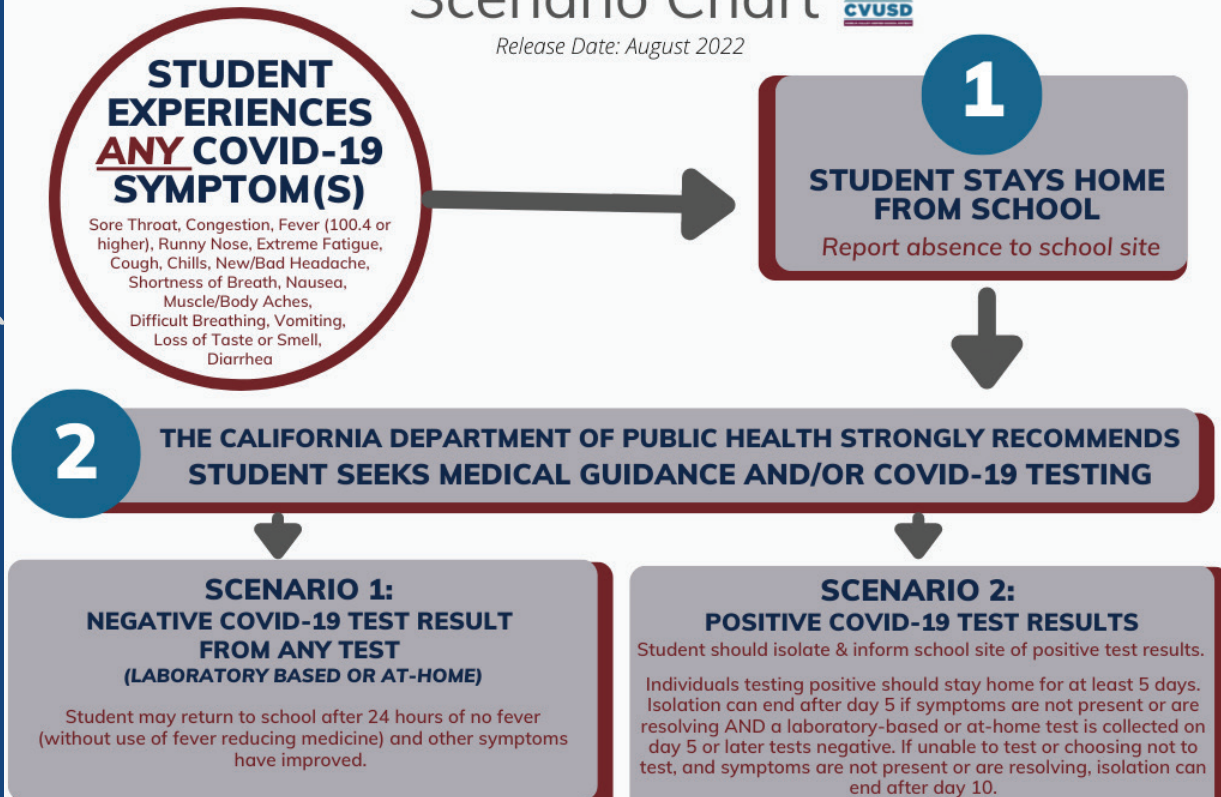 Scenario Chart
CVUSD
Release Date: August 2022
STUDENT
EXPERIENCES
ANY COVID-19
SYMPTOM(S)
Sore Throat, Congestion, Fever (100.4 or
higher), Runny Nose, Extreme Fatigue,
Cough, Chills, New/Bad Headache,
Shortness of Breath, Nausea,
Muscle/Body Aches,
Difficult Breathing, Vomiting,
Loss of Taste or Smell,
Diarrhea
1
STUDENT STAYS HOME
FROM SCHOOL
Report absence to school site
2
THE CALIFORNIA DEPARTMENT OF PUBLIC HEALTH STRONGLY RECOMMENDS
STUDENT SEEKS MEDICAL GUIDANCE AND/OR COVID-19 TESTING
SCENARIO 1:
NEGATIVE COVID-19 TEST RESULT
FROM ANY TEST
(LABORATORY BASED OR AT-HOME)
Student may return to school after 24 hours of no fever
(without use of fever reducing medicine) and other symptoms
have improved.
SCENARIO 2:
POSITIVE COVID-19 TEST RESULTS
Student should isolate & inform school site of positive test results.
Individuals testing positive should stay home for at least 5 days.
Isolation can end after day 5 if symptoms are not present or are
resolving AND a laboratory-based or at-home test is collected on
day 5 or later tests negative. If unable to test or choosing not to
test, and symptoms are not present or are resolving, isolation can
end after day 10.